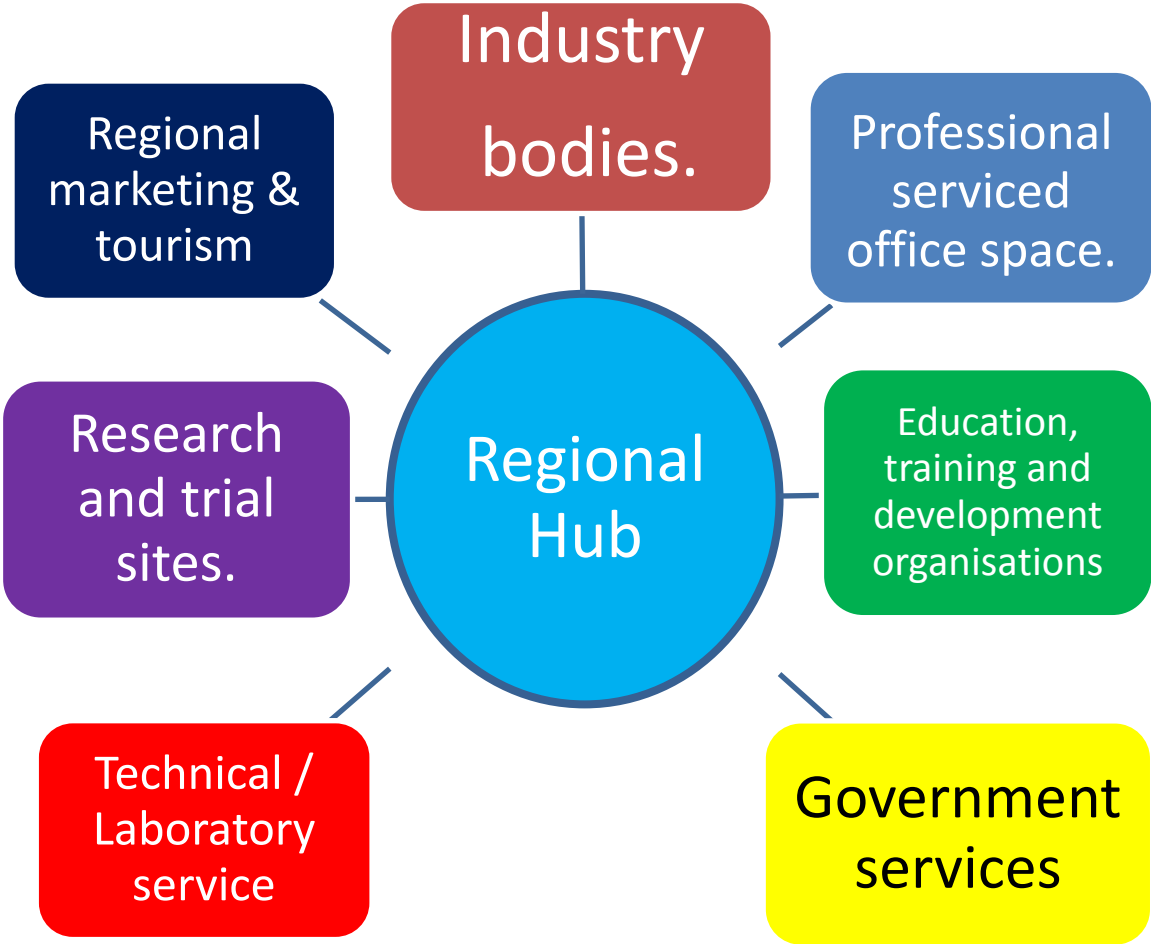 Industry
bodies.
Regional
marketing &
tourism
Professional
serviced
office space.
Research
and trial
sites.
Regional
Hub
Education,
training and
development
organisations
Technical /
Laboratory
service
Government
services